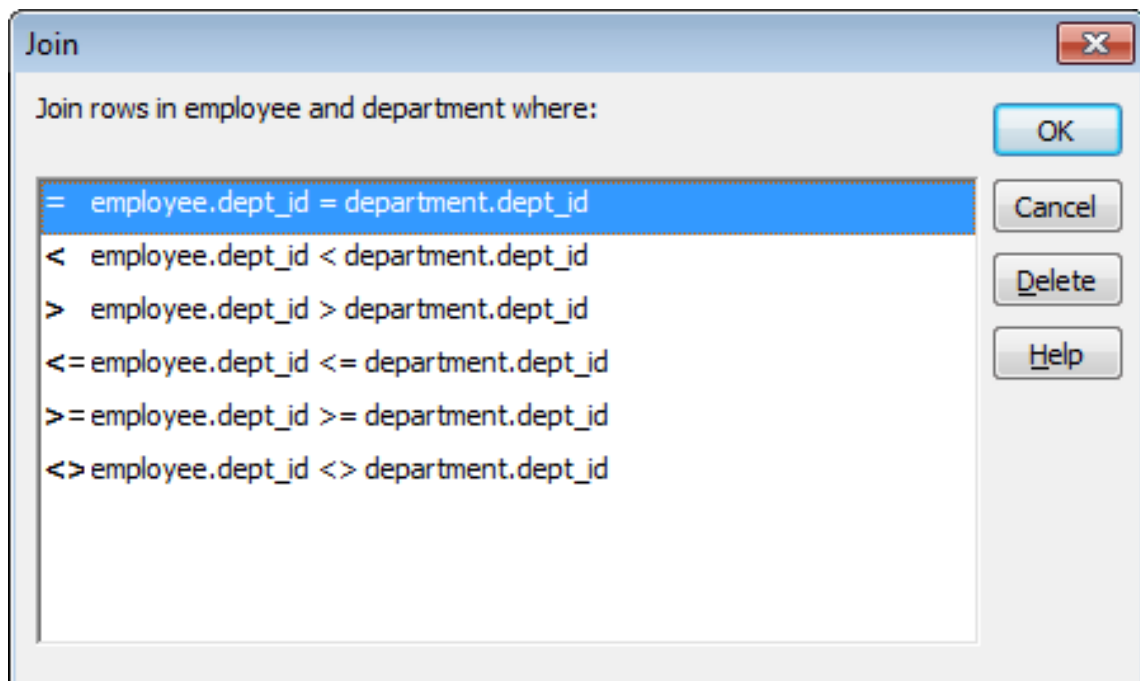 Join
Join rows in employee and department where:
OK
= employee.dept_id = department.dept_id
Cancel
< employee.dept_id < department.dept_id
Delete
> employee.dept_id > department.dept_id
Help
<= employee.dept_id <= department.dept_id
>= employee.dept_id >= department.dept_id
<> employee.dept_id <> department.dept_id